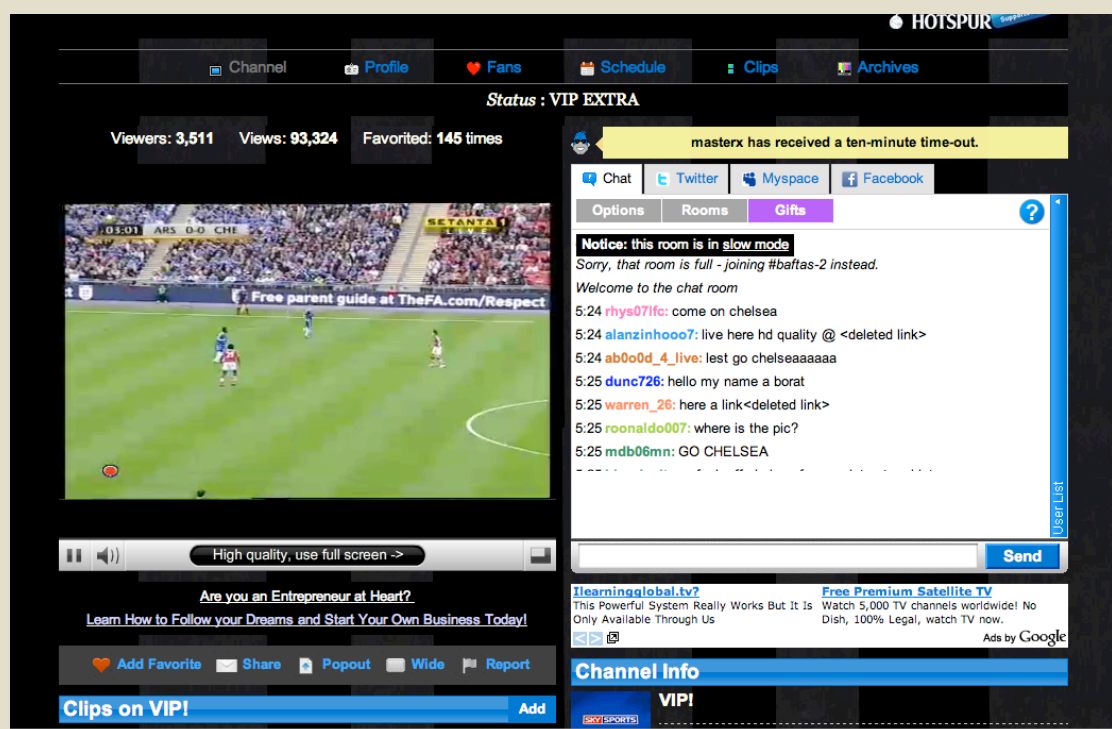 HOTSPUR
Channel
Profile
Fans
Schedule
Clips
Archives
Status : VIP EXTRA
Viewers: 3,511
Views: 93,324
Favorited: 145 times
03:01 ARS 0-0 CHE
SETANTA 1
LIVE
Free parent guide at TheFA.com/Respect
High quality, use full screen ->
Are you an Entrepreneur at Heart?
Learn How to Follow your Dreams and Start Your Own Business Today!
Add Favorite
Share
Popout
Wide
Report
Clips on VIP!
Add
masterx has received a ten-minute time-out.
Chat
Twitter
Myspace
Facebook
Options
Rooms
Gifts
Notice: this room is in slow mode
Sorry, that room is full - joining #baftas-2 instead.
Welcome to the chat room
5:24 rhys07lfc: come on chelsea
5:24 alanzinhooo7: live here hd quality @ <deleted link>
5:24 ab0o0d_4_live: lest go chelseaaaaaa
5:25 dunc726: hello my name a borat
5:25 warren_26: here a link<deleted link>
5:25 roonaldo007: where is the pic?
5:25 mdb06mn: GO CHELSEA
User List
Send
Ilearningglobal.tv?
This Powerful System Really Works But It Is
Only Available Through Us
Free Premium Satellite TV
Watch 5,000 TV channels worldwide! No
Dish, 100% Legal, watch TV now.
Ads by Google
Channel Info
VIP!
SKY SPORTS